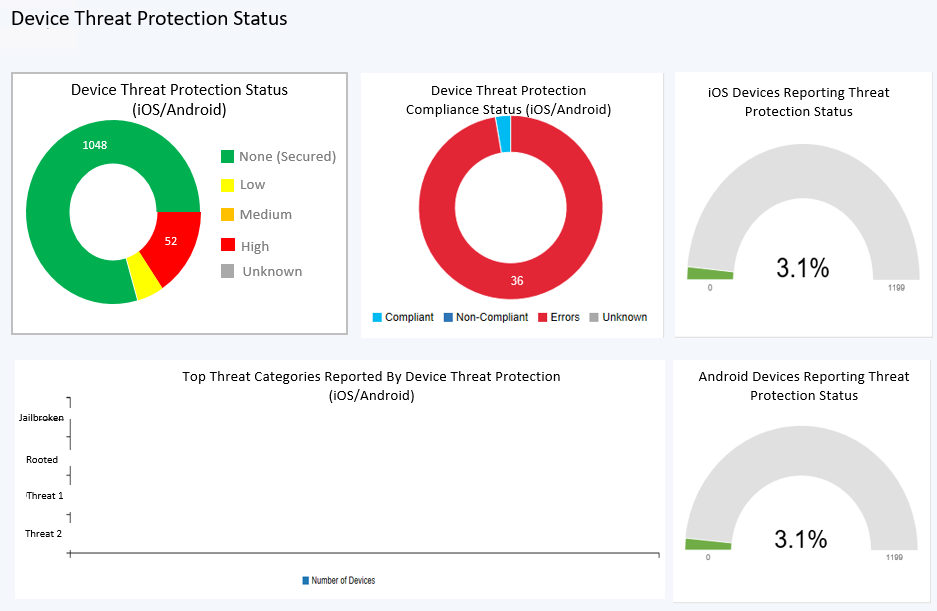 Device Threat Protection Status
Device Threat Protection Status
(iOS/Android)
1048
52
None (Secured)
Low
Medium
High
Unknown
Device Threat Protection
Compliance Status (iOS/Android)
36
Compliant
Non-Compliant
Errors
Unknown
iOS Devices Reporting Threat
Protection Status
3.1%
0
1199
Top Threat Categories Reported By Device Threat Protection
(iOS/Android)
Jailbroken
Rooted
Threat 1
Threat 2
Number of Devices
Android Devices Reporting Threat
Protection Status
3.1%
0
1199